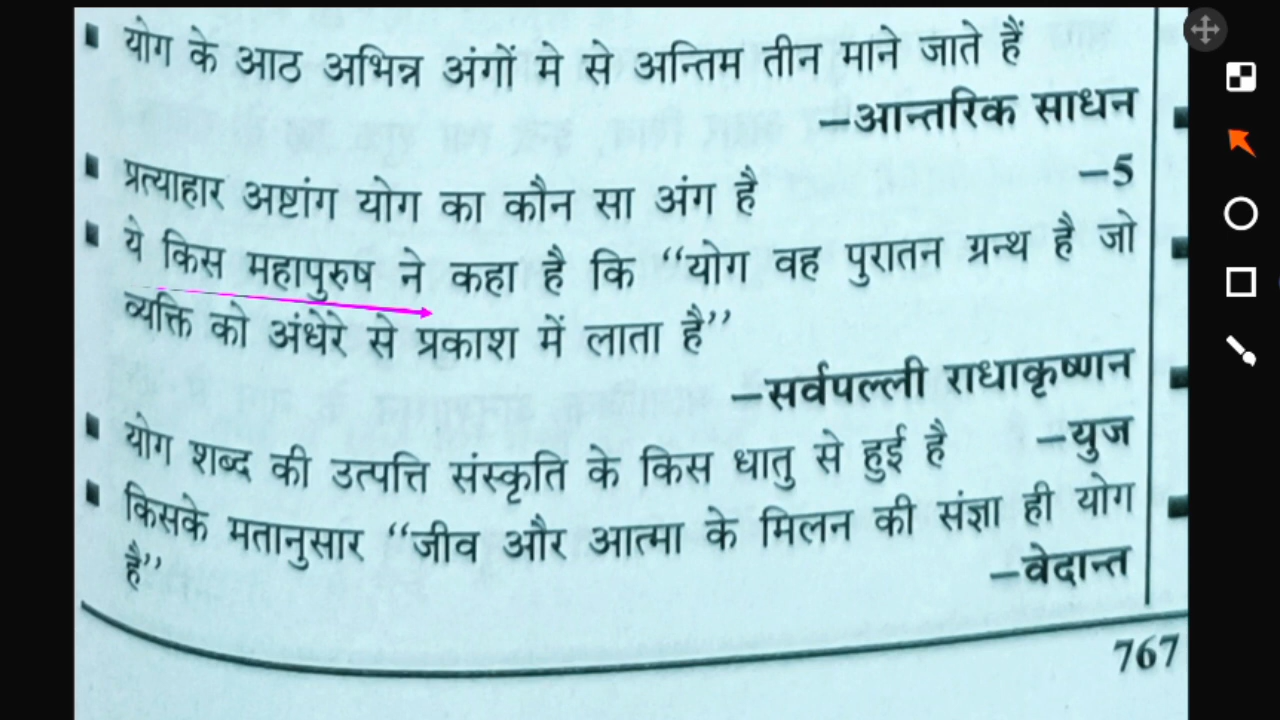 ▪ योग के आठ अभिन्न अंगों मे से अन्तिम तीन माने जाते हैं
–आन्तरिक साधन
▪ प्रत्याहार अष्टांग योग का कौन सा अंग है –5
▪ ये किस महापुरुष ने कहा है कि ‘‘योग वह पुरातन ग्रन्थ है जो
व्यक्ति को अंधेरे से प्रकाश में लाता है’’
–सर्वपल्ली राधाकृष्णन
▪ योग शब्द की उत्पत्ति संस्कृति के किस धातु से हुई है –युज
▪ किसके मतानुसार ‘‘जीव और आत्मा के मिलन की संज्ञा ही योग
है’’ –वेदान्त
767